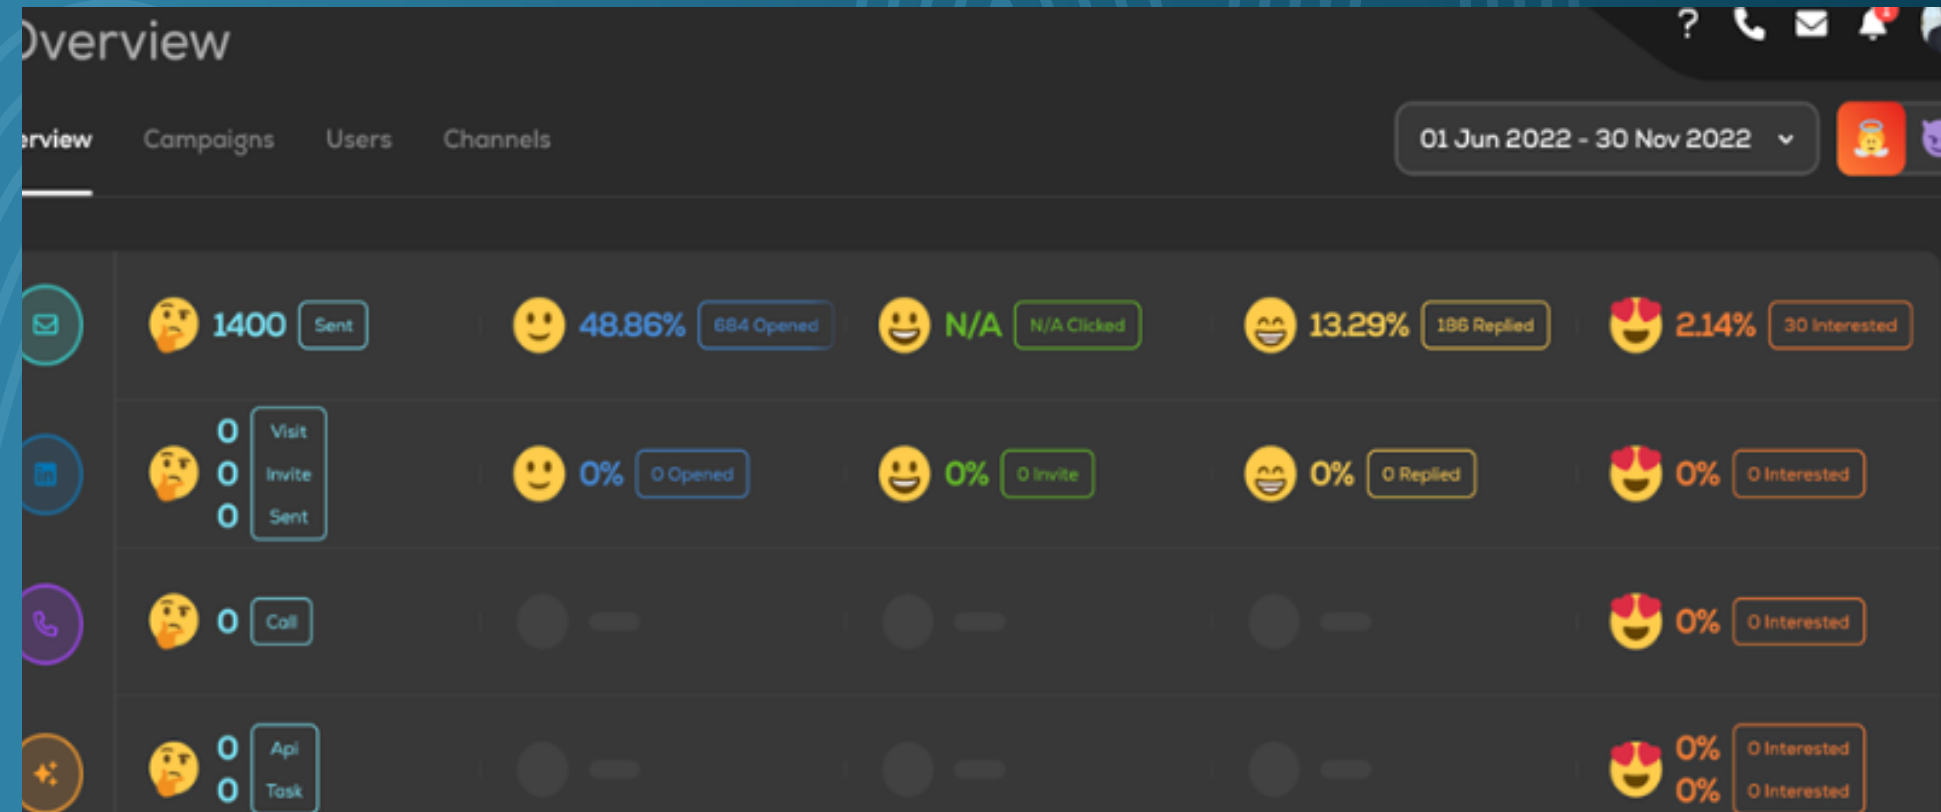 Overview
?
1
erview Campaigns Users Channels
01 Jun 2022 - 30 Nov 2022
1400 Sent 48.86% 684 Opened N/A N/A Clicked 13.29% 186 Replied 2.14% 30 Interested
0 Visit
0 Invite
0 Sent
in 0% 0 Opened 0% 0 Invite 0% 0 Replied 0% 0 Interested
0 Call 0% 0 Interested
0 Api 0% 0 Interested
0 Task 0% 0 Interested